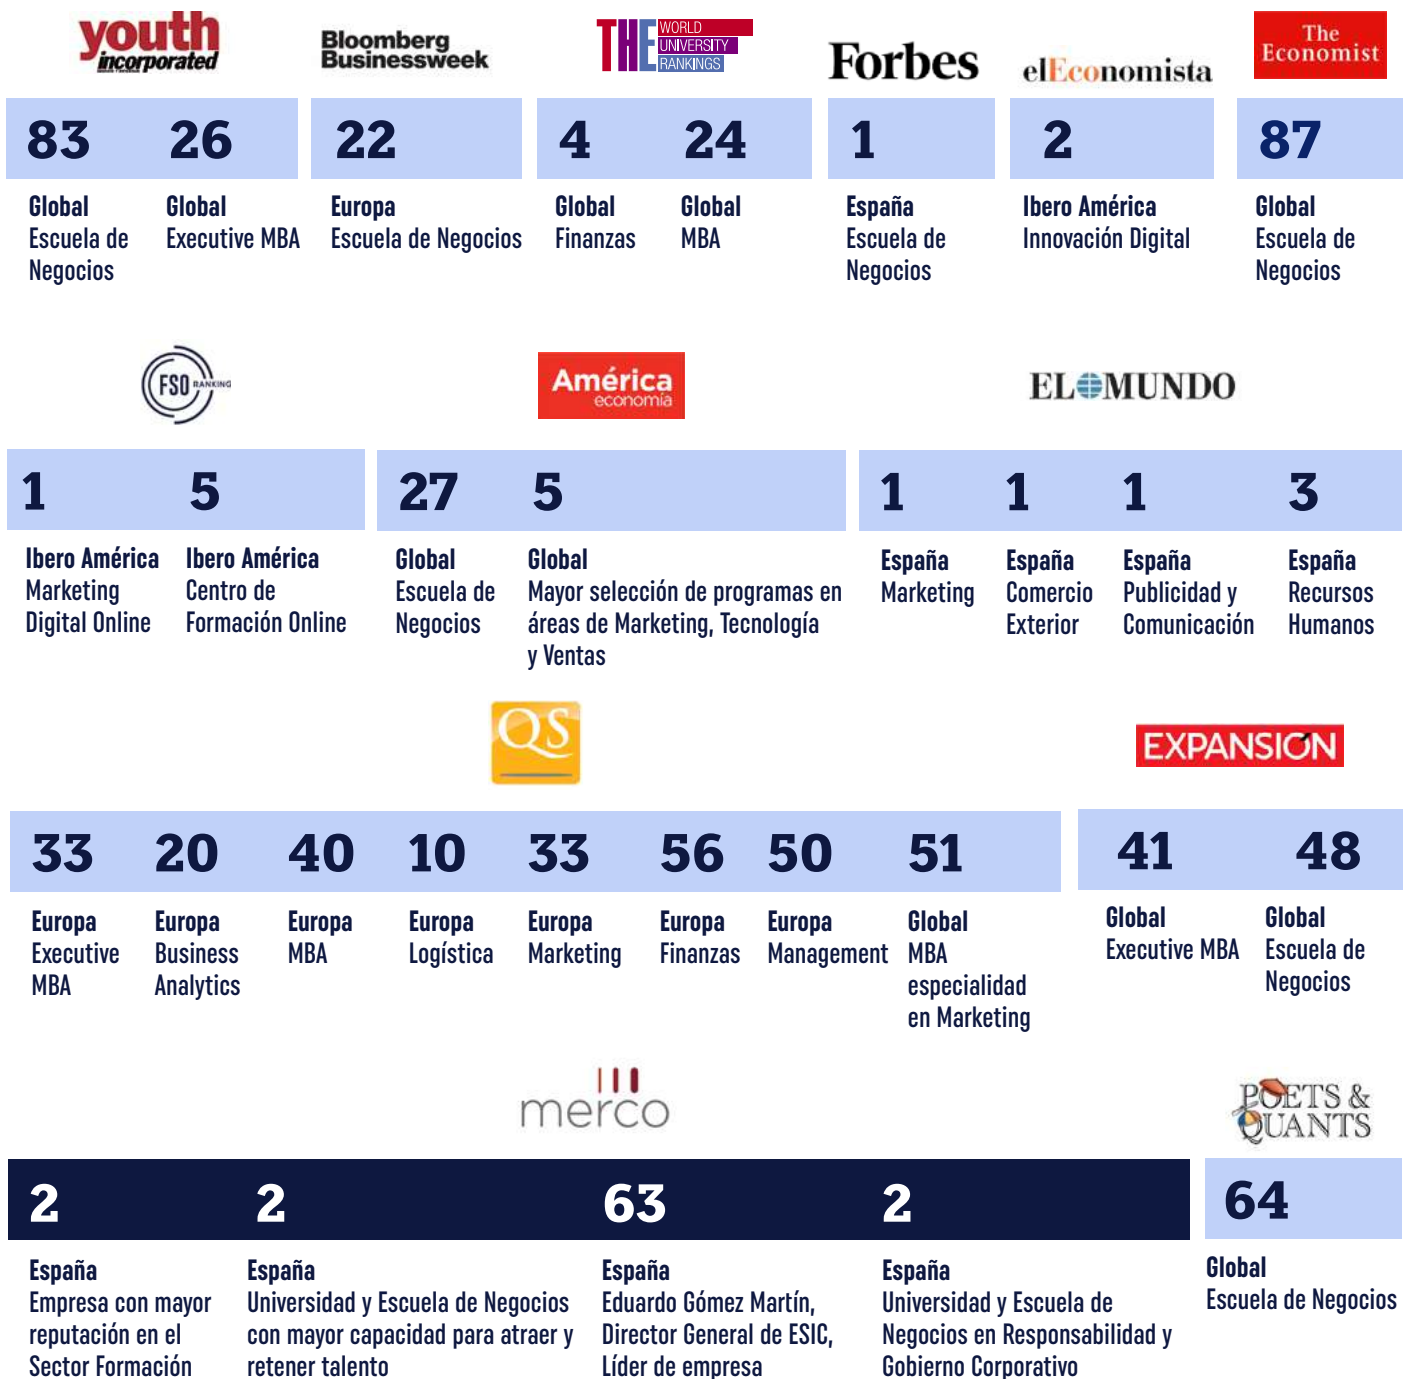 youth
incorporated
Bloomberg
Businessweek
THE WORLD
UNIVERSITY
RANKINGS
Forbes
elEconomista
The
Economist
83
Global
Escuela de
Negocios
26
Global
Executive MBA
22
Europa
Escuela de Negocios
4
Global
Finanzas
24
Global
MBA
1
España
Escuela de
Negocios
2
Ibero América
Innovación Digital
87
Global
Escuela de
Negocios
FSO RANKING
América
economía
EL MUNDO
1
Ibero América
Marketing
Digital Online
5
Ibero América
Centro de
Formación Online
27
Global
Escuela de
Negocios
5
Global
Mayor selección de programas en
áreas de Marketing, Tecnología
y Ventas
1
España
Marketing
1
España
Comercio
Exterior
1
España
Publicidad y
Comunicación
3
España
Recursos
Humanos
QS
EXPANSIÓN
33
Europa
Executive
MBA
20
Europa
Business
Analytics
40
Europa
MBA
10
Europa
Logística
33
Europa
Marketing
56
Europa
Finanzas
50
Europa
Management
51
Global
MBA
especialidad
en Marketing
41
Global
Executive MBA
48
Global
Escuela de
Negocios
merco
POETS &
QUANTS
2
España
Empresa con mayor
reputación en el
Sector Formación
2
España
Universidad y Escuela de Negocios
con mayor capacidad para atraer y
retener talento
63
España
Eduardo Gómez Martín,
Director General de ESIC,
Líder de empresa
2
España
Universidad y Escuela de
Negocios en Responsabilidad y
Gobierno Corporativo
64
Global
Escuela de Negocios